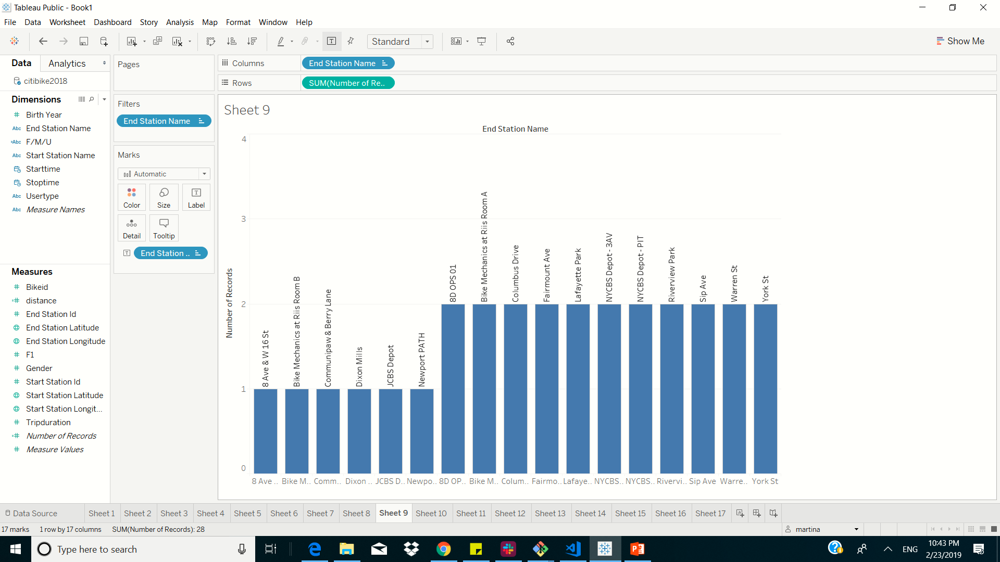 Tableau Public - Book1
File Data Worksheet Dashboard Story Analysis Map Format Window Help
Standard
Show Me
Data Analytics
citibike2018
Dimensions
Abc
Birth Year
Abc End Station Name
=Abc F/M/U
Abc Start Station Name
Starttime
Stoptime
Abc Usertype
Abc Measure Names
Measures
Bikeid
distance
End Station Id
End Station Latitude
End Station Longitude
F1
Gender
Start Station Id
Start Station Latitude
Start Station Longit...
Tripduration
Number of Records
Measure Values
Pages
Filters
End Station Name
Marks
Automatic
Color Size Label
Detail Tooltip
End Station ..
Columns End Station Name
Rows SUM(Number of Re..
Sheet 9
End Station Name
Number of Records
4
3
2
1
0
8 Ave & W 16 St
Bike Mechanics at Riis Room B
Communipaw & Berry Lane
Dixon Mills
JCBS Depot
Newport PATH
8D OPS 01
Bike Mechanics at Riis Room A
Columbus Drive
Fairmount Ave
Lafayette Park
NYCBS Depot - 3AV
NYCBS Depot - PIT
Riverview Park
Sip Ave
Warren St
York St
8 Ave .. Bike M.. Comm.. Dixon .. JCBS D.. Newpo.. 8D OP.. Bike M.. Colum.. Fairmo.. Lafaye.. NYCBS.. NYCBS.. Rivervi.. Sip Ave Warre.. York St
Data Source Sheet 1 Sheet 2 Sheet 3 Sheet 4 Sheet 5 Sheet 6 Sheet 7 Sheet 8 Sheet 9 Sheet 10 Sheet 11 Sheet 12 Sheet 13 Sheet 14 Sheet 15 Sheet 16 Sheet 17
17 marks 1 row by 17 columns SUM(Number of Records): 28
martina
Type here to search
ENG
10:43 PM
2/23/2019